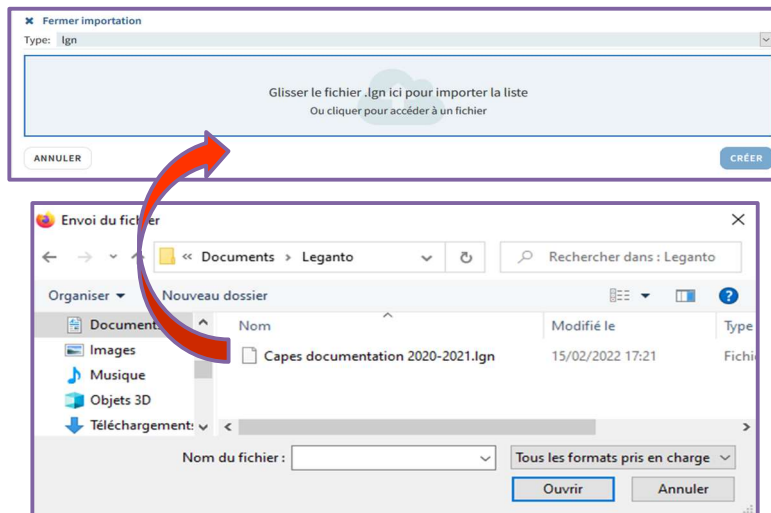 ✖ Fermer importation
Type: lgn
Glisser le fichier .lgn ici pour importer la liste
Ou cliquer pour accéder à un fichier
ANNULER
CRÉER
Envoi du fichier
« Documents › Leganto
Rechercher dans : Leganto
Organiser
Nouveau dossier
Documents
Nom
Modifié le
Type
Images
Capes documentation 2020-2021.lgn
15/02/2022 17:21
Fichi
Musique
Objets 3D
Téléchargements
Nom du fichier :
Tous les formats pris en charge
Ouvrir
Annuler